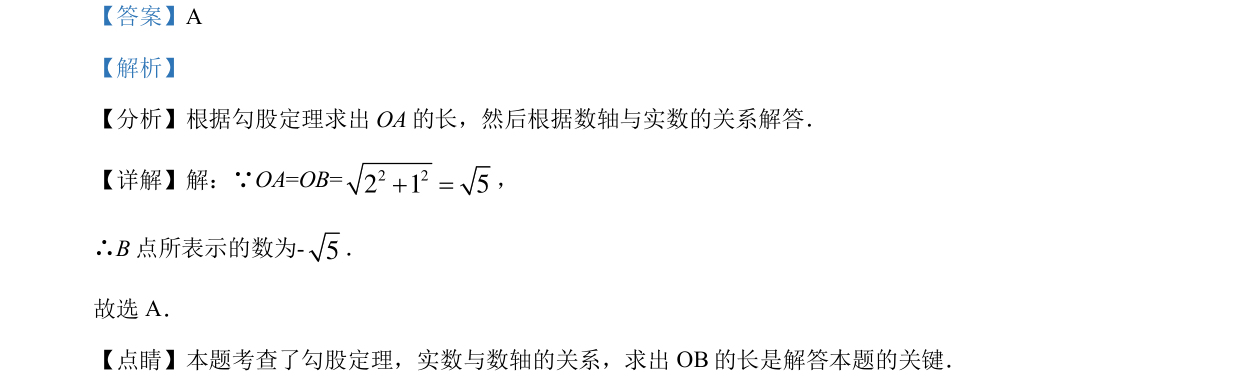 【答案】A
【解析】
【分析】根据勾股定理求出 OA 的长，然后根据数轴与实数的关系解答．
【详解】解：∵OA=OB=√(2²+1²) = √5，
∴B 点所表示的数为-√5．
故选 A．
【点睛】本题考查了勾股定理，实数与数轴的关系，求出 OB 的长是解答本题的关键．